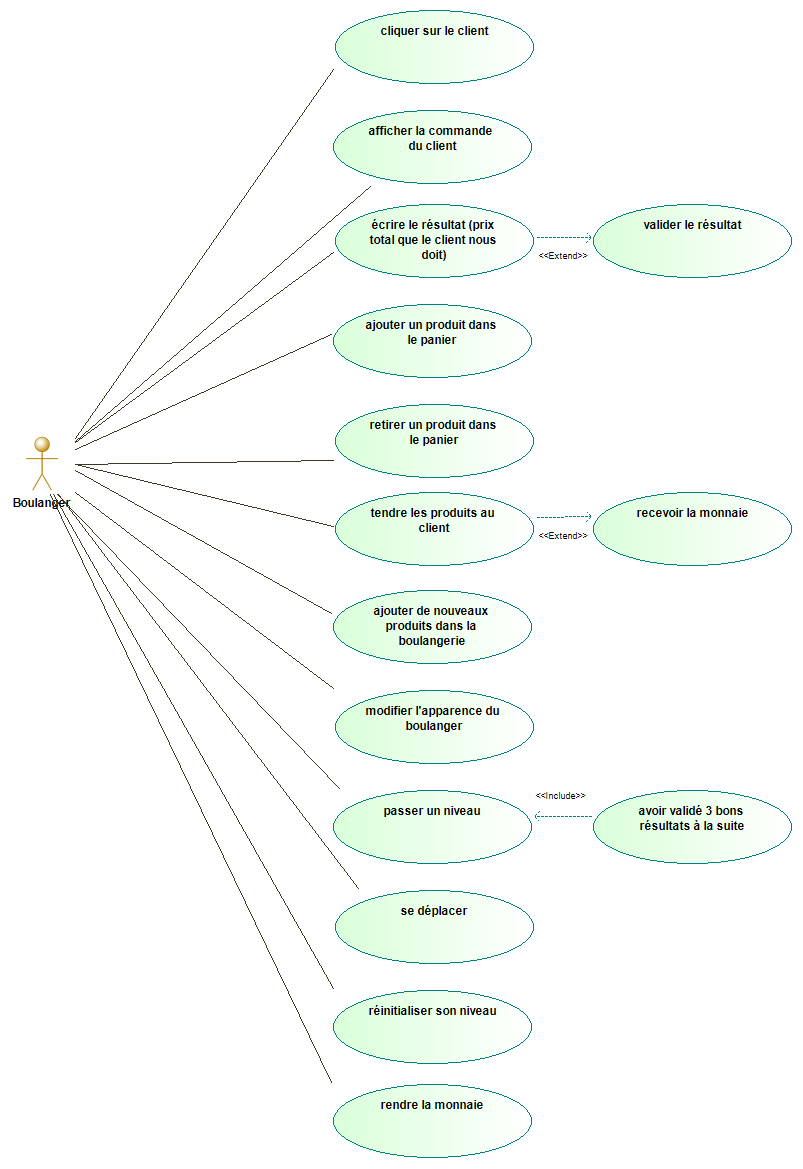 cliquer sur le client
afficher la commande
du client
écrire le résultat (prix
total que le client nous
doit)
<<Extend>>
valider le résultat
ajouter un produit dans
le panier
retirer un produit dans
le panier
Boulanger
tendre les produits au
client
<<Extend>>
recevoir la monnaie
ajouter de nouveaux
produits dans la
boulangerie
modifier l'apparence du
boulanger
passer un niveau
<<Include>>
avoir validé 3 bons
résultats à la suite
se déplacer
réinitialiser son niveau
rendre la monnaie